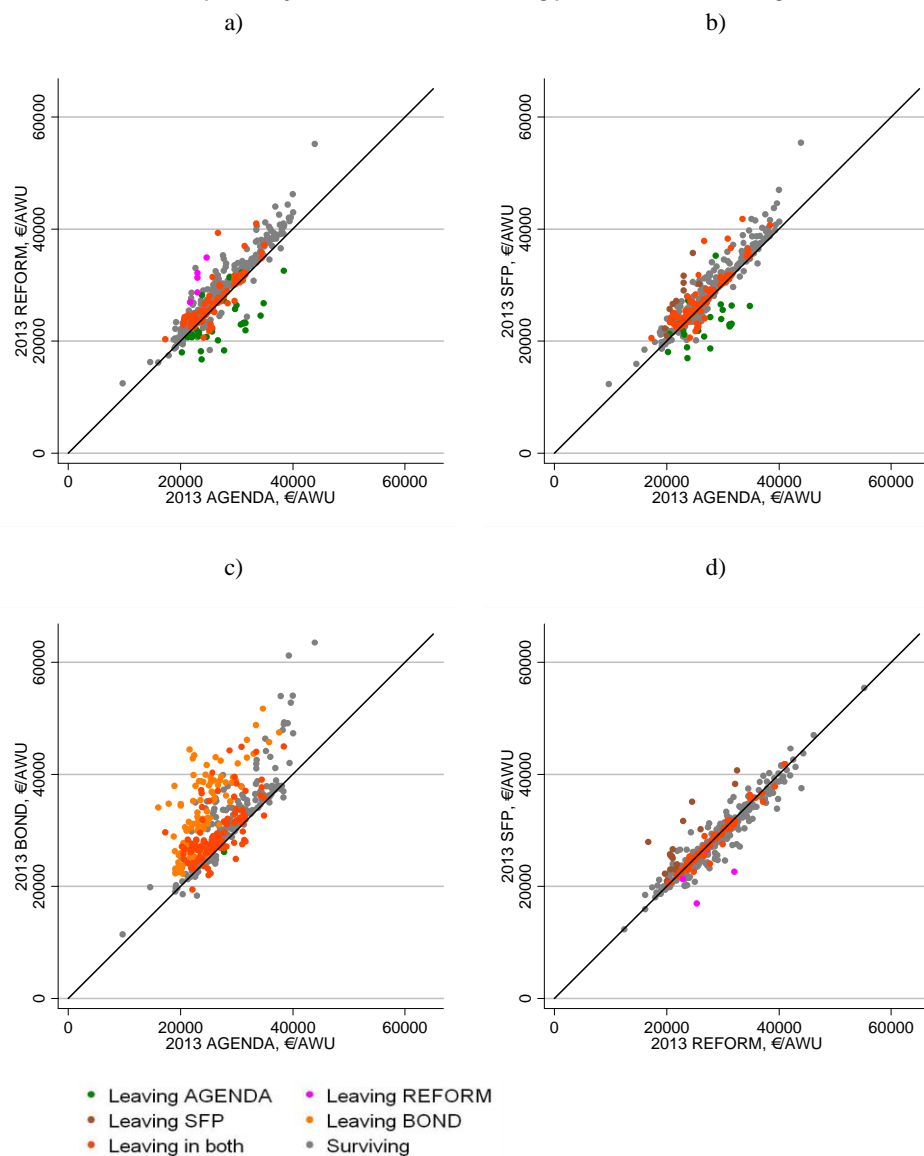 a)
60000
40000
20000
0
2013 REFORM, €/AWU
0 20000 40000 60000
2013 AGENDA, €/AWU
b)
60000
40000
20000
0
2013 SFP, €/AWU
0 20000 40000 60000
2013 AGENDA, €/AWU
c)
60000
40000
20000
0
2013 BOND, €/AWU
0 20000 40000 60000
2013 AGENDA, €/AWU
d)
60000
40000
20000
0
2013 SFP, €/AWU
0 20000 40000 60000
2013 REFORM, €/AWU
Leaving AGENDA
Leaving REFORM
Leaving SFP
Leaving BOND
Leaving in both
Surviving